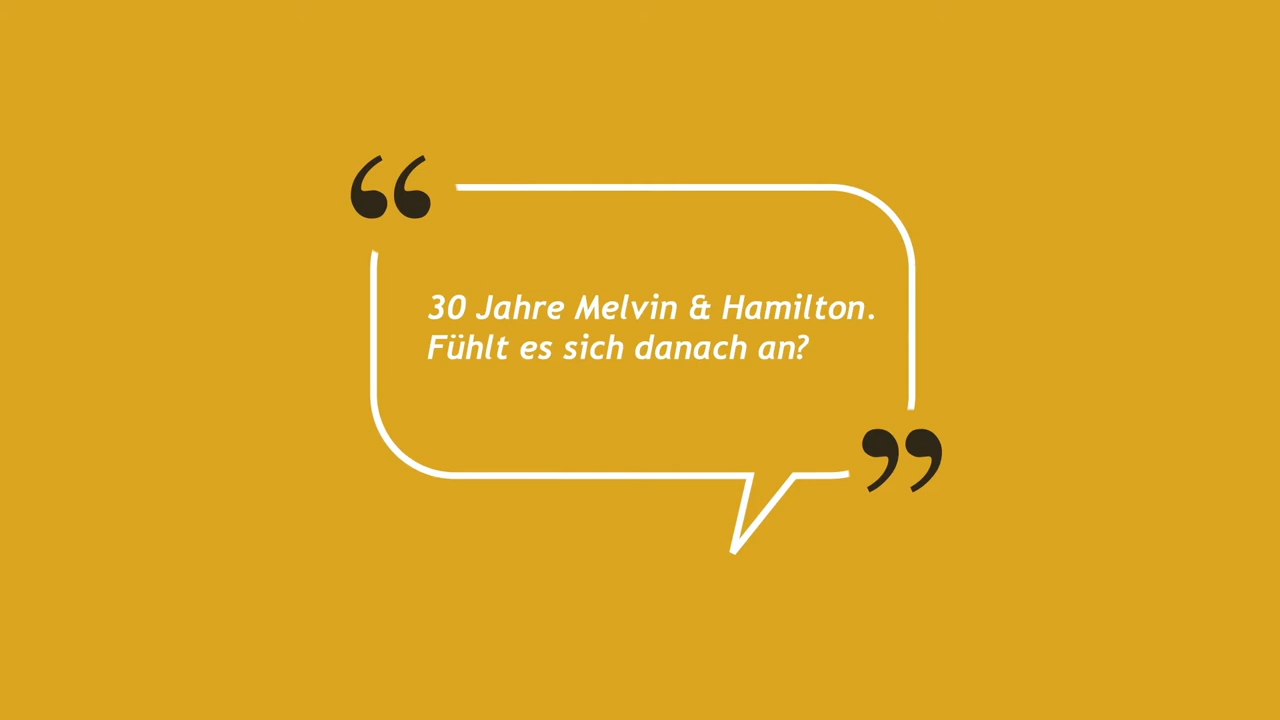 “
30 Jahre Melvin & Hamilton.
Fühlt es sich danach an?
”